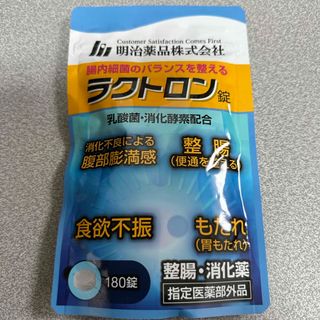 Customer Satisfaction Comes First
明治薬品株式会社
腸内細菌のバランスを整える
ラクトロン錠
乳酸菌・消化酵素配合
消化不良による
腹部膨満感
整腸
(便通を える)
食欲不振
もたれ
(胃もたれ
180錠
整腸・消化薬
指定医薬部外品